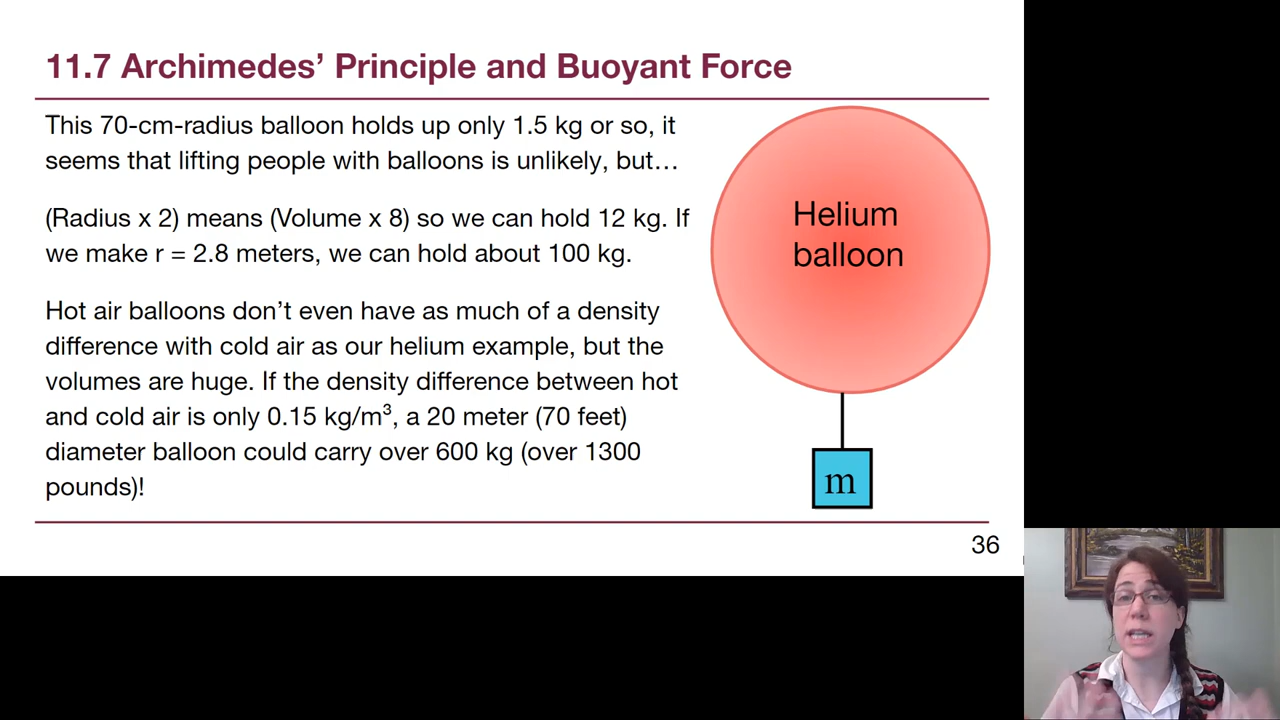 11.7 Archimedes’ Principle and Buoyant Force
This 70-cm-radius balloon holds up only 1.5 kg or so, it
seems that lifting people with balloons is unlikely, but…
(Radius x 2) means (Volume x 8) so we can hold 12 kg. If
we make r = 2.8 meters, we can hold about 100 kg.
Hot air balloons don’t even have as much of a density
difference with cold air as our helium example, but the
volumes are huge. If the density difference between hot
and cold air is only 0.15 kg/m³, a 20 meter (70 feet)
diameter balloon could carry over 600 kg (over 1300
pounds)!
Helium
balloon
m
36